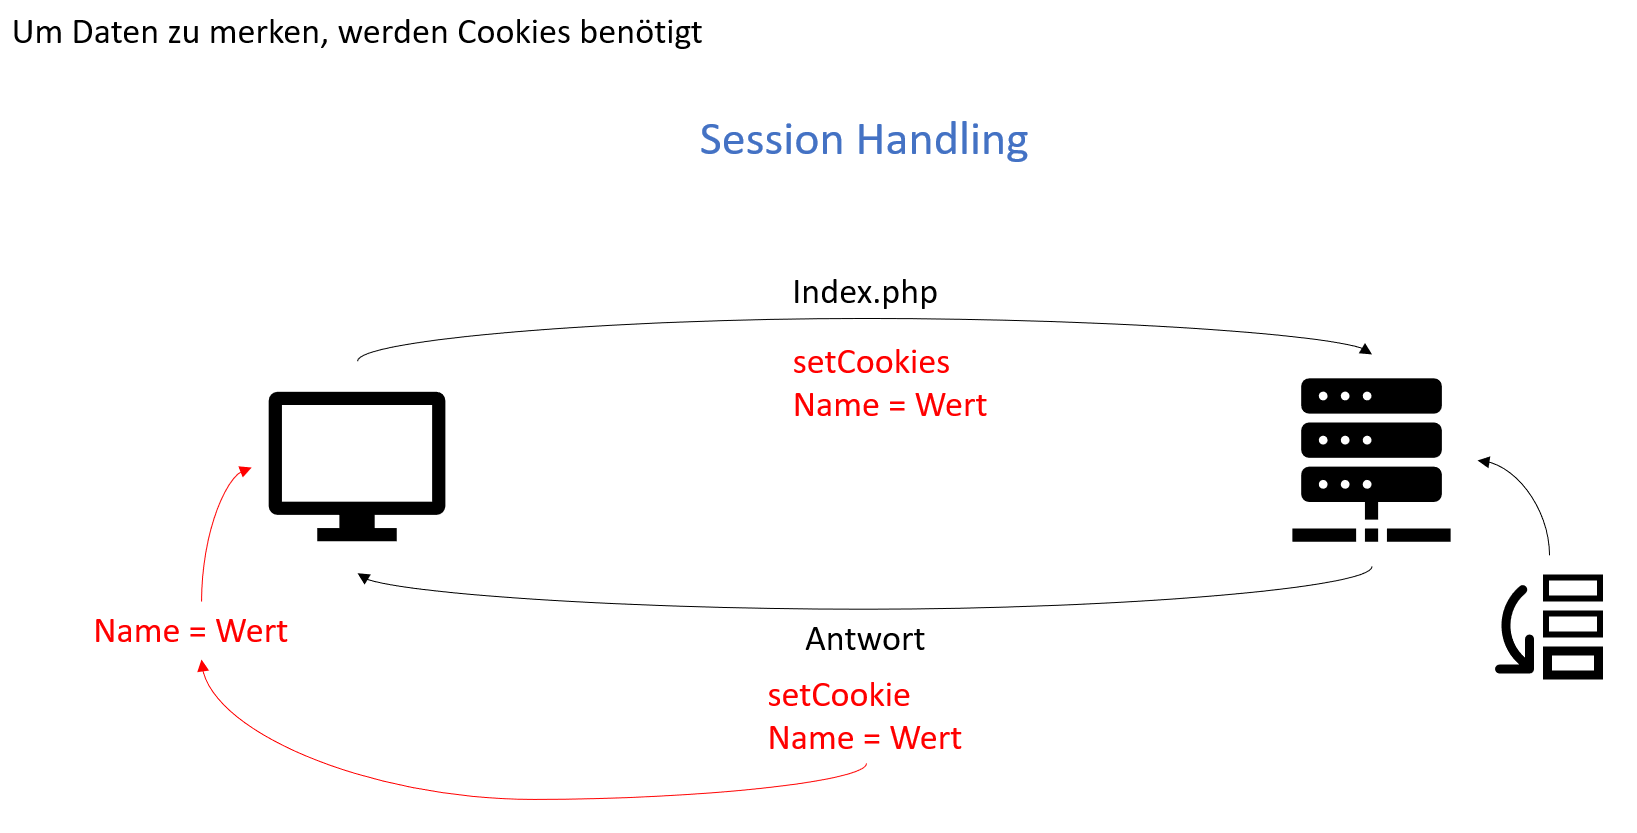 Um Daten zu merken, werden Cookies benötigt
Session Handling
Index.php
setCookies
Name = Wert
Name = Wert
Antwort
setCookie
Name = Wert